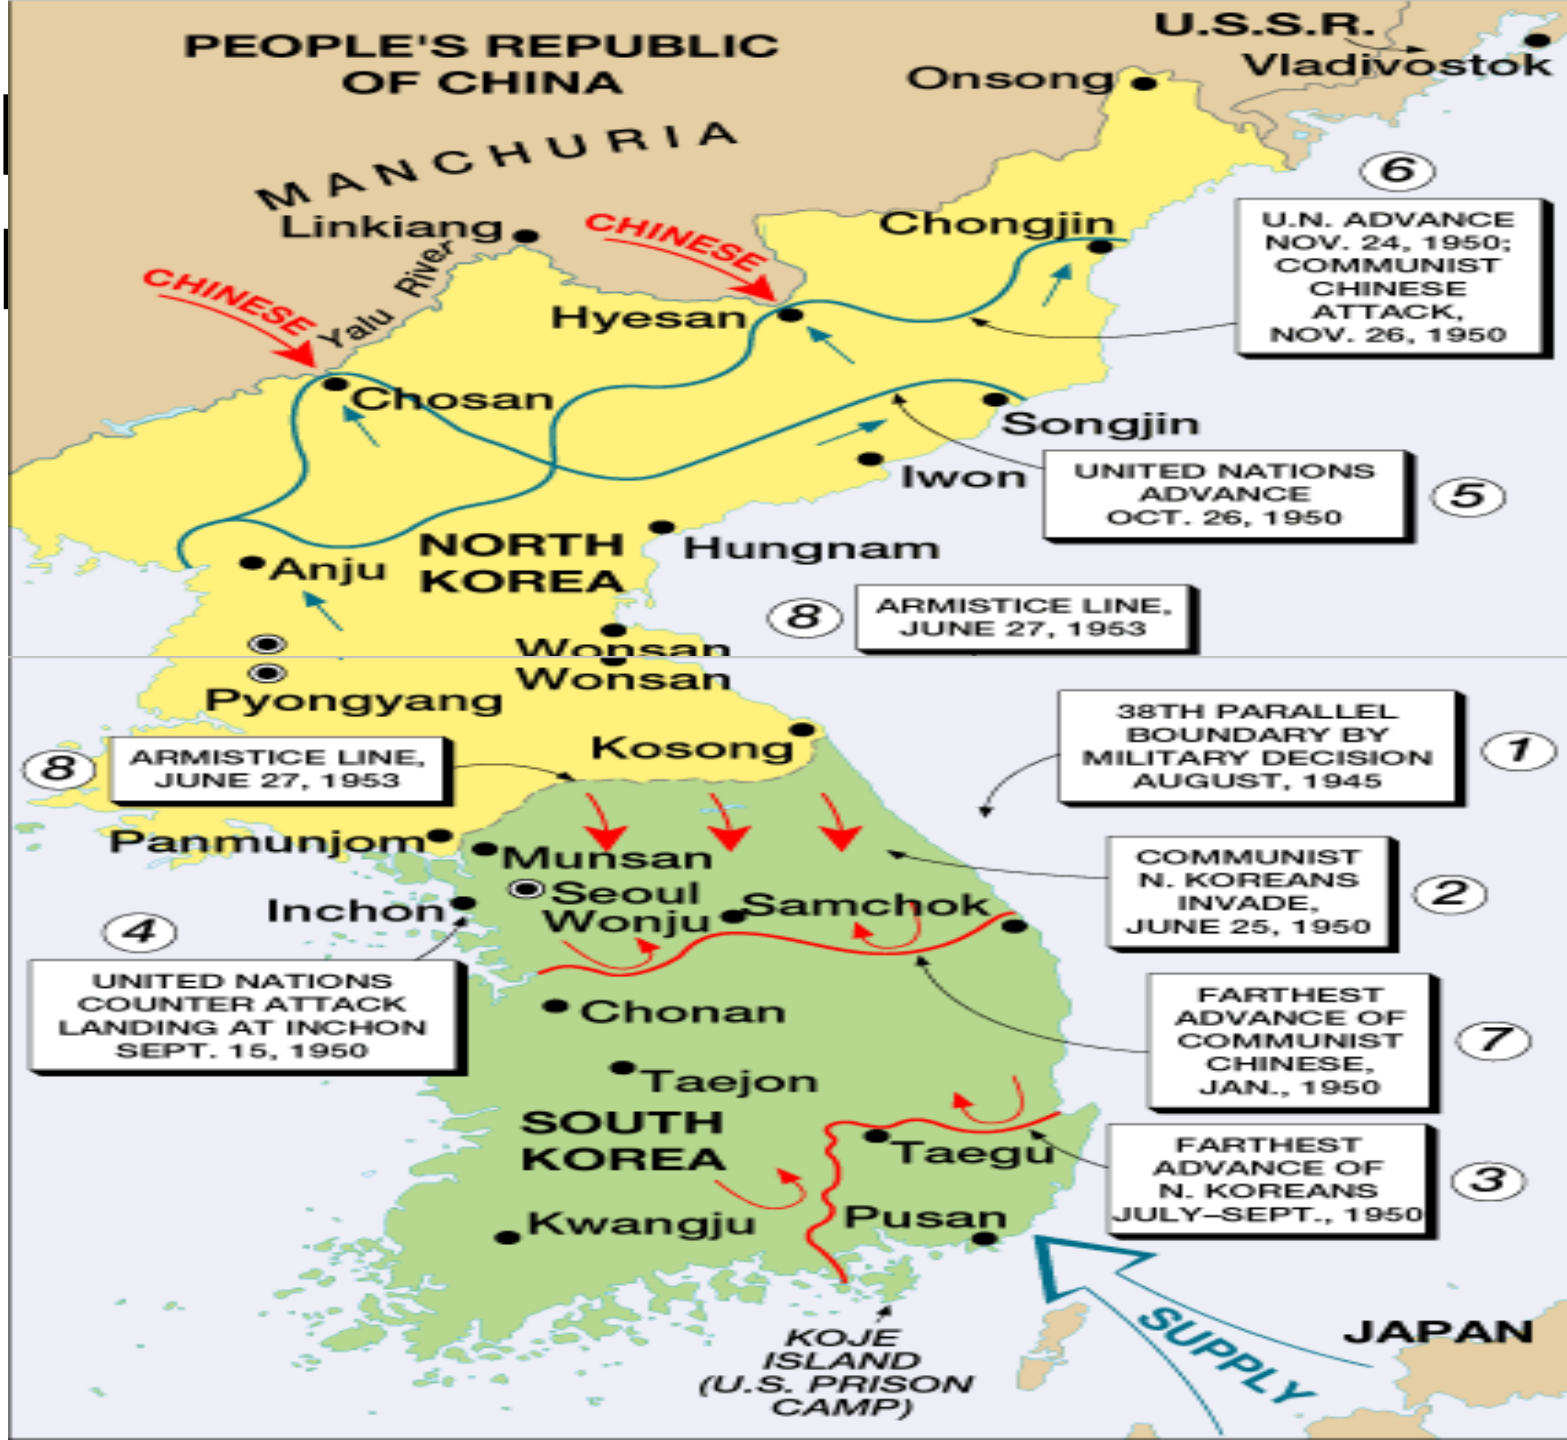 PEOPLE'S REPUBLIC
OF CHINA
U.S.S.R.
Vladivostok
Onsong
MANCHURIA
Linkiang
CHINESE
CHINESE
Yalu River
Chongjin
6
U.N. ADVANCE
NOV. 24, 1950;
COMMUNIST
CHINESE
ATTACK,
NOV. 26, 1950
Hyesan
Chosan
Songjin
Iwon
UNITED NATIONS
ADVANCE
OCT. 26, 1950
5
NORTH
KOREA
Hungnam
Anju
8
ARMISTICE LINE,
JUNE 27, 1953
Wonsan
Wonsan
Pyongyang
Kosong
38TH PARALLEL
BOUNDARY BY
MILITARY DECISION
AUGUST, 1945
1
8
ARMISTICE LINE,
JUNE 27, 1953
Panmunjom
Munsan
Seoul
Inchon
Wonju
Samchok
COMMUNIST
N. KOREANS
INVADE,
JUNE 25, 1950
2
4
UNITED NATIONS
COUNTER ATTACK
LANDING AT INCHON
SEPT. 15, 1950
Chonan
FARTHEST
ADVANCE OF
COMMUNIST
CHINESE,
JAN., 1950
7
Taejon
SOUTH
KOREA
Taegu
FARTHEST
ADVANCE OF
N. KOREANS
JULY–SEPT., 1950
3
Kwangju
Pusan
KOJE
ISLAND
(U.S. PRISON
CAMP)
SUPPLY
JAPAN